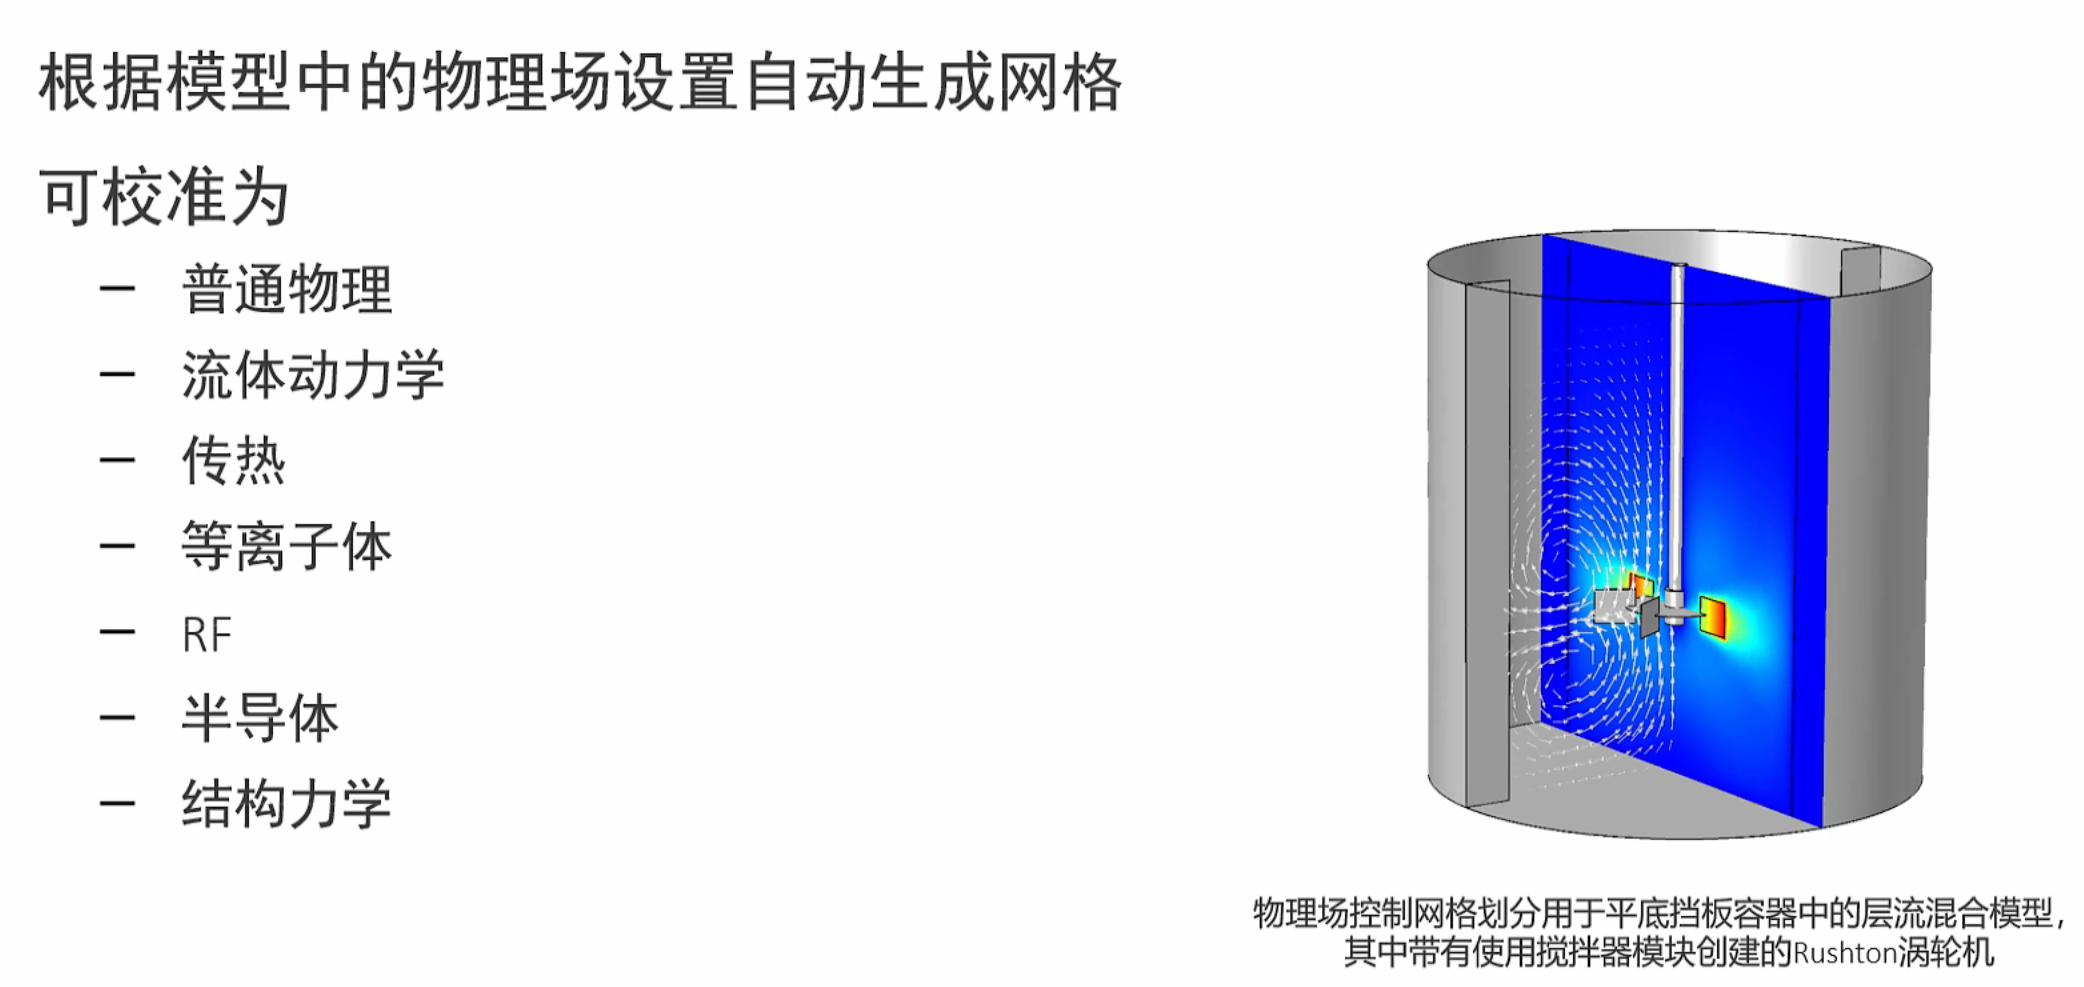 根据模型中的物理场设置自动生成网格
可校准为
– 普通物理
– 流体动力学
– 传热
– 等离子体
– RF
– 半导体
– 结构力学
物理场控制网格划分用于平底挡板容器中的层流混合模型，
其中带有使用搅拌器模块创建的Rushton涡轮机